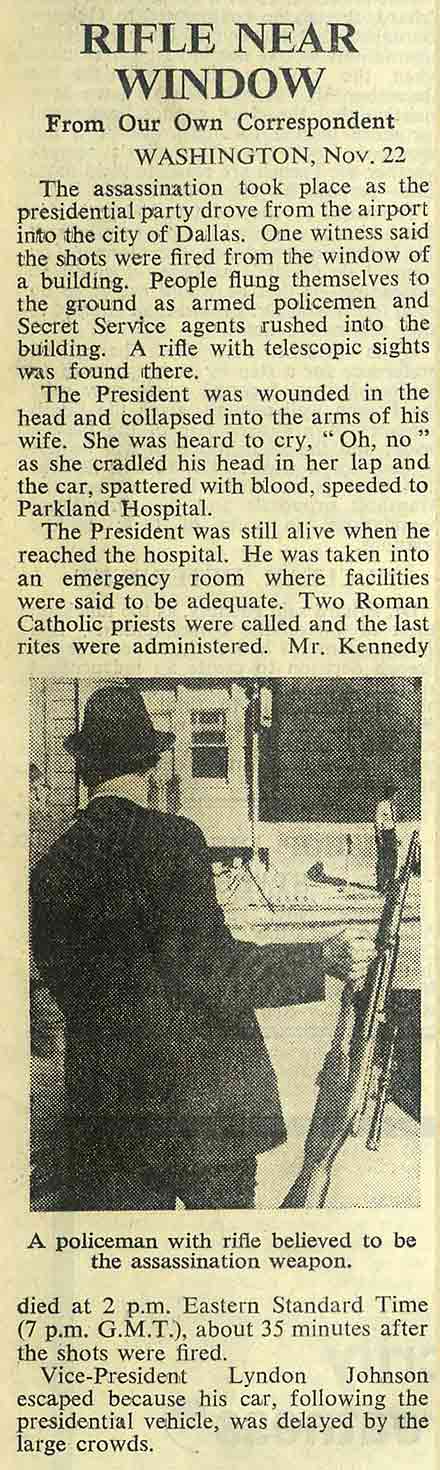 RIFLE NEAR
WINDOW
From Our Own Correspondent
WASHINGTON, Nov. 22
The assassination took place as the
presidential party drove from the airport
into the city of Dallas. One witness said
the shots were fired from the window of
a building. People flung themselves to
the ground as armed policemen and
Secret Service agents rushed into the
building. A rifle with telescopic sights
was found there.
The President was wounded in the
head and collapsed into the arms of his
wife. She was heard to cry, “ Oh, no ”
as she cradled his head in her lap and
the car, spattered with blood, speeded to
Parkland Hospital.
The President was still alive when he
reached the hospital. He was taken into
an emergency room where facilities
were said to be adequate. Two Roman
Catholic priests were called and the last
rites were administered. Mr. Kennedy
A policeman with rifle believed to be
the assassination weapon.
died at 2 p.m. Eastern Standard Time
(7 p.m. G.M.T.), about 35 minutes after
the shots were fired.
Vice-President Lyndon Johnson
escaped because his car, following the
presidential vehicle, was delayed by the
large crowds.